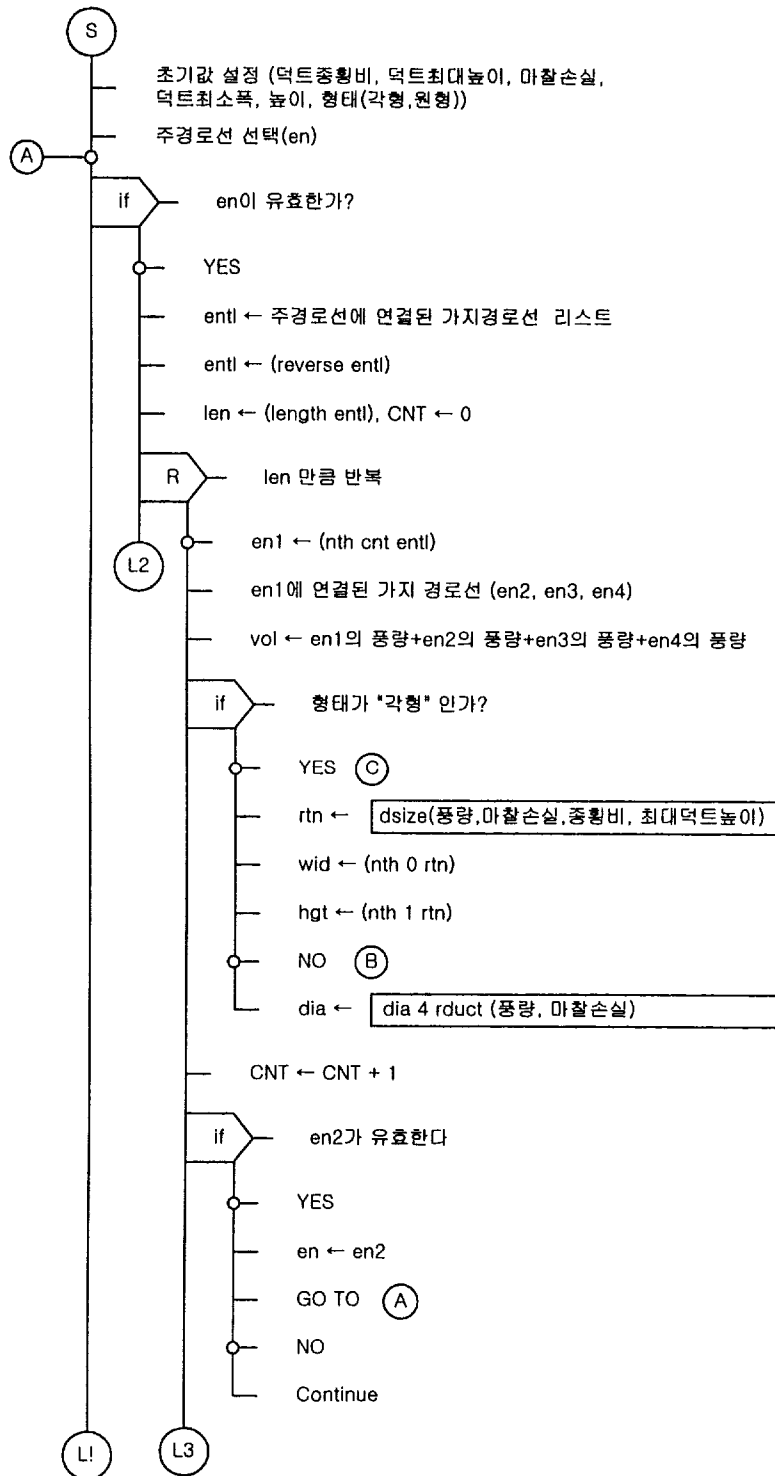 S
초기값 설정 (덕트종횡비, 덕트최대높이, 마찰손실,
덕트최소폭, 높이, 형태(각형,원형))
주경로선 선택(en)
A
if en이 유효한가?
YES
entl ← 주경로선에 연결된 가지경로선 리스트
entl ← (reverse entl)
len ← (length entl), CNT ← 0
R len 만큼 반복
en1 ← (nth cnt entl)
L2
en1에 연결된 가지 경로선 (en2, en3, en4)
vol ← en1의 풍량+en2의 풍량+en3의 풍량+en4의 풍량
if 형태가 "각형" 인가?
YES C
rtn ← dsize(풍량,마찰손실,종횡비, 최대덕트높이)
wid ← (nth 0 rtn)
hgt ← (nth 1 rtn)
NO B
dia ← dia 4 rduct (풍량, 마찰손실)
CNT ← CNT + 1
if en2가 유효한다
YES
en ← en2
GO TO A
NO
Continue
L! L3